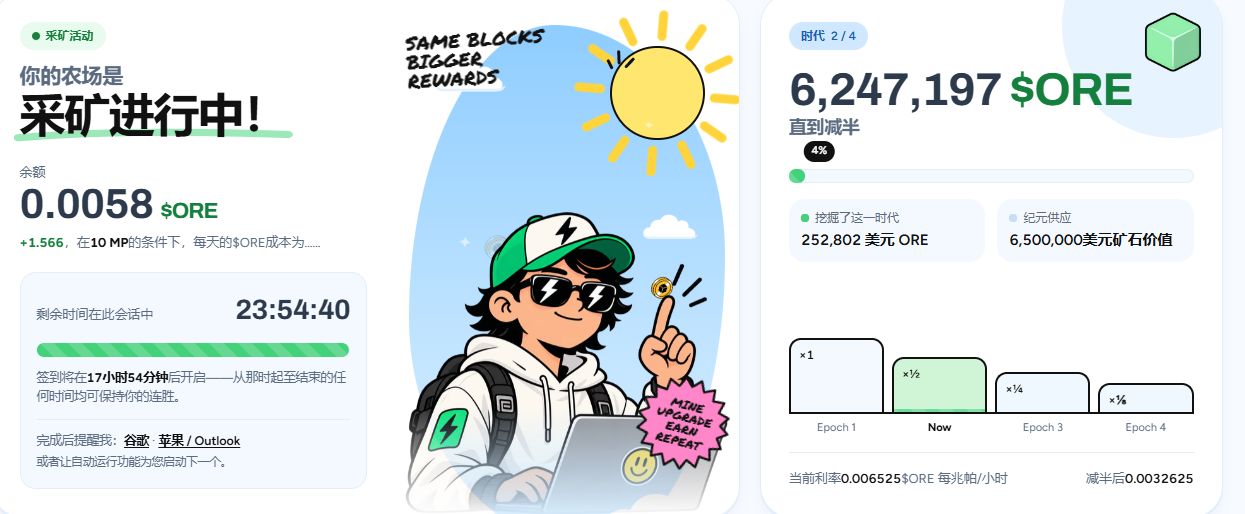 采矿活动
你的农场是
采矿进行中！
余额
0.0058 $ORE
+1.566，在10 MP的条件下，每天的$ORE成本为......
剩余时间在此会话中
23:54:40
签到将在17小时54分钟后开启——从那时起至结束的任
何时间均可保持你的连胜。
完成后提醒我：谷歌 · 苹果 / Outlook
或者让自动运行功能为您启动下一个。
SAME BLOCKS
BIGGER
REWARDS
MINE
UPGRADE
EARN
REPEAT
时代 2 / 4
6,247,197 $ORE
直到减半
4%
挖掘了这一时代
252,802 美元 ORE
纪元供应
6,500,000美元矿石价值
×1
×½
×¼
×⅛
Epoch 1
Now
Epoch 3
Epoch 4
当前利率0.006525$ORE 每兆帕/小时
减半后0.0032625